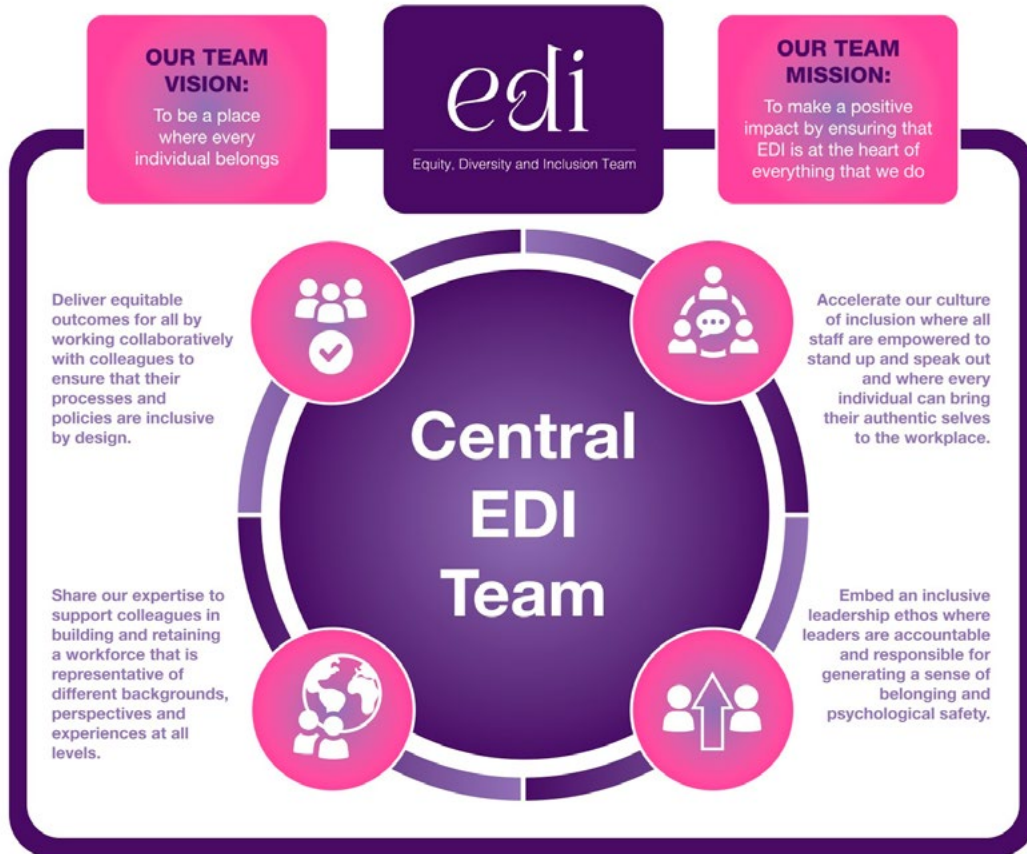 OUR TEAM
VISION:
To be a place
where every
individual belongs
edi
Equity, Diversity and Inclusion Team
OUR TEAM
MISSION:
To make a positive
impact by ensuring that
EDI is at the heart of
everything that we do
Deliver equitable
outcomes for all by
working collaboratively
with colleagues to
ensure that their
processes and
policies are inclusive
by design.
Accelerate our culture
of inclusion where all
staff are empowered to
stand up and speak out
and where every
individual can bring
their authentic selves
to the workplace.
Central
EDI
Team
Share our expertise to
support colleagues in
building and retaining
a workforce that is
representative of
different backgrounds,
perspectives and
experiences at all
levels.
Embed an inclusive
leadership ethos where
leaders are accountable
and responsible for
generating a sense of
belonging and
psychological safety.